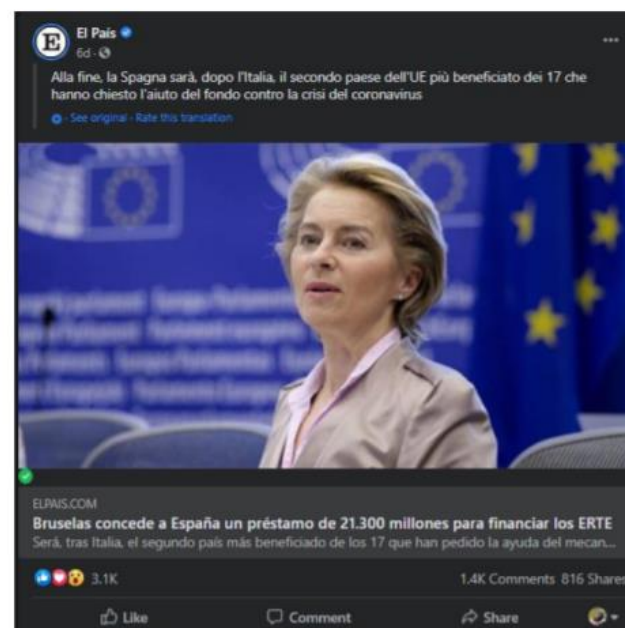 El País
6d
Alla fine, la Spagna sarà, dopo l'Italia, il secondo paese dell'UE più beneficiato dei 17 che
hanno chiesto l'aiuto del fondo contro la crisi del coronavirus
· See original · Rate this translation
ELPAIS.COM
Bruselas concede a España un préstamo de 21.300 millones para financiar los ERTE
Será, tras Italia, el segundo país más beneficiado de los 17 que han pedido la ayuda del mecan...
3.1K
1.4K Comments 816 Shares
Like
Comment
Share